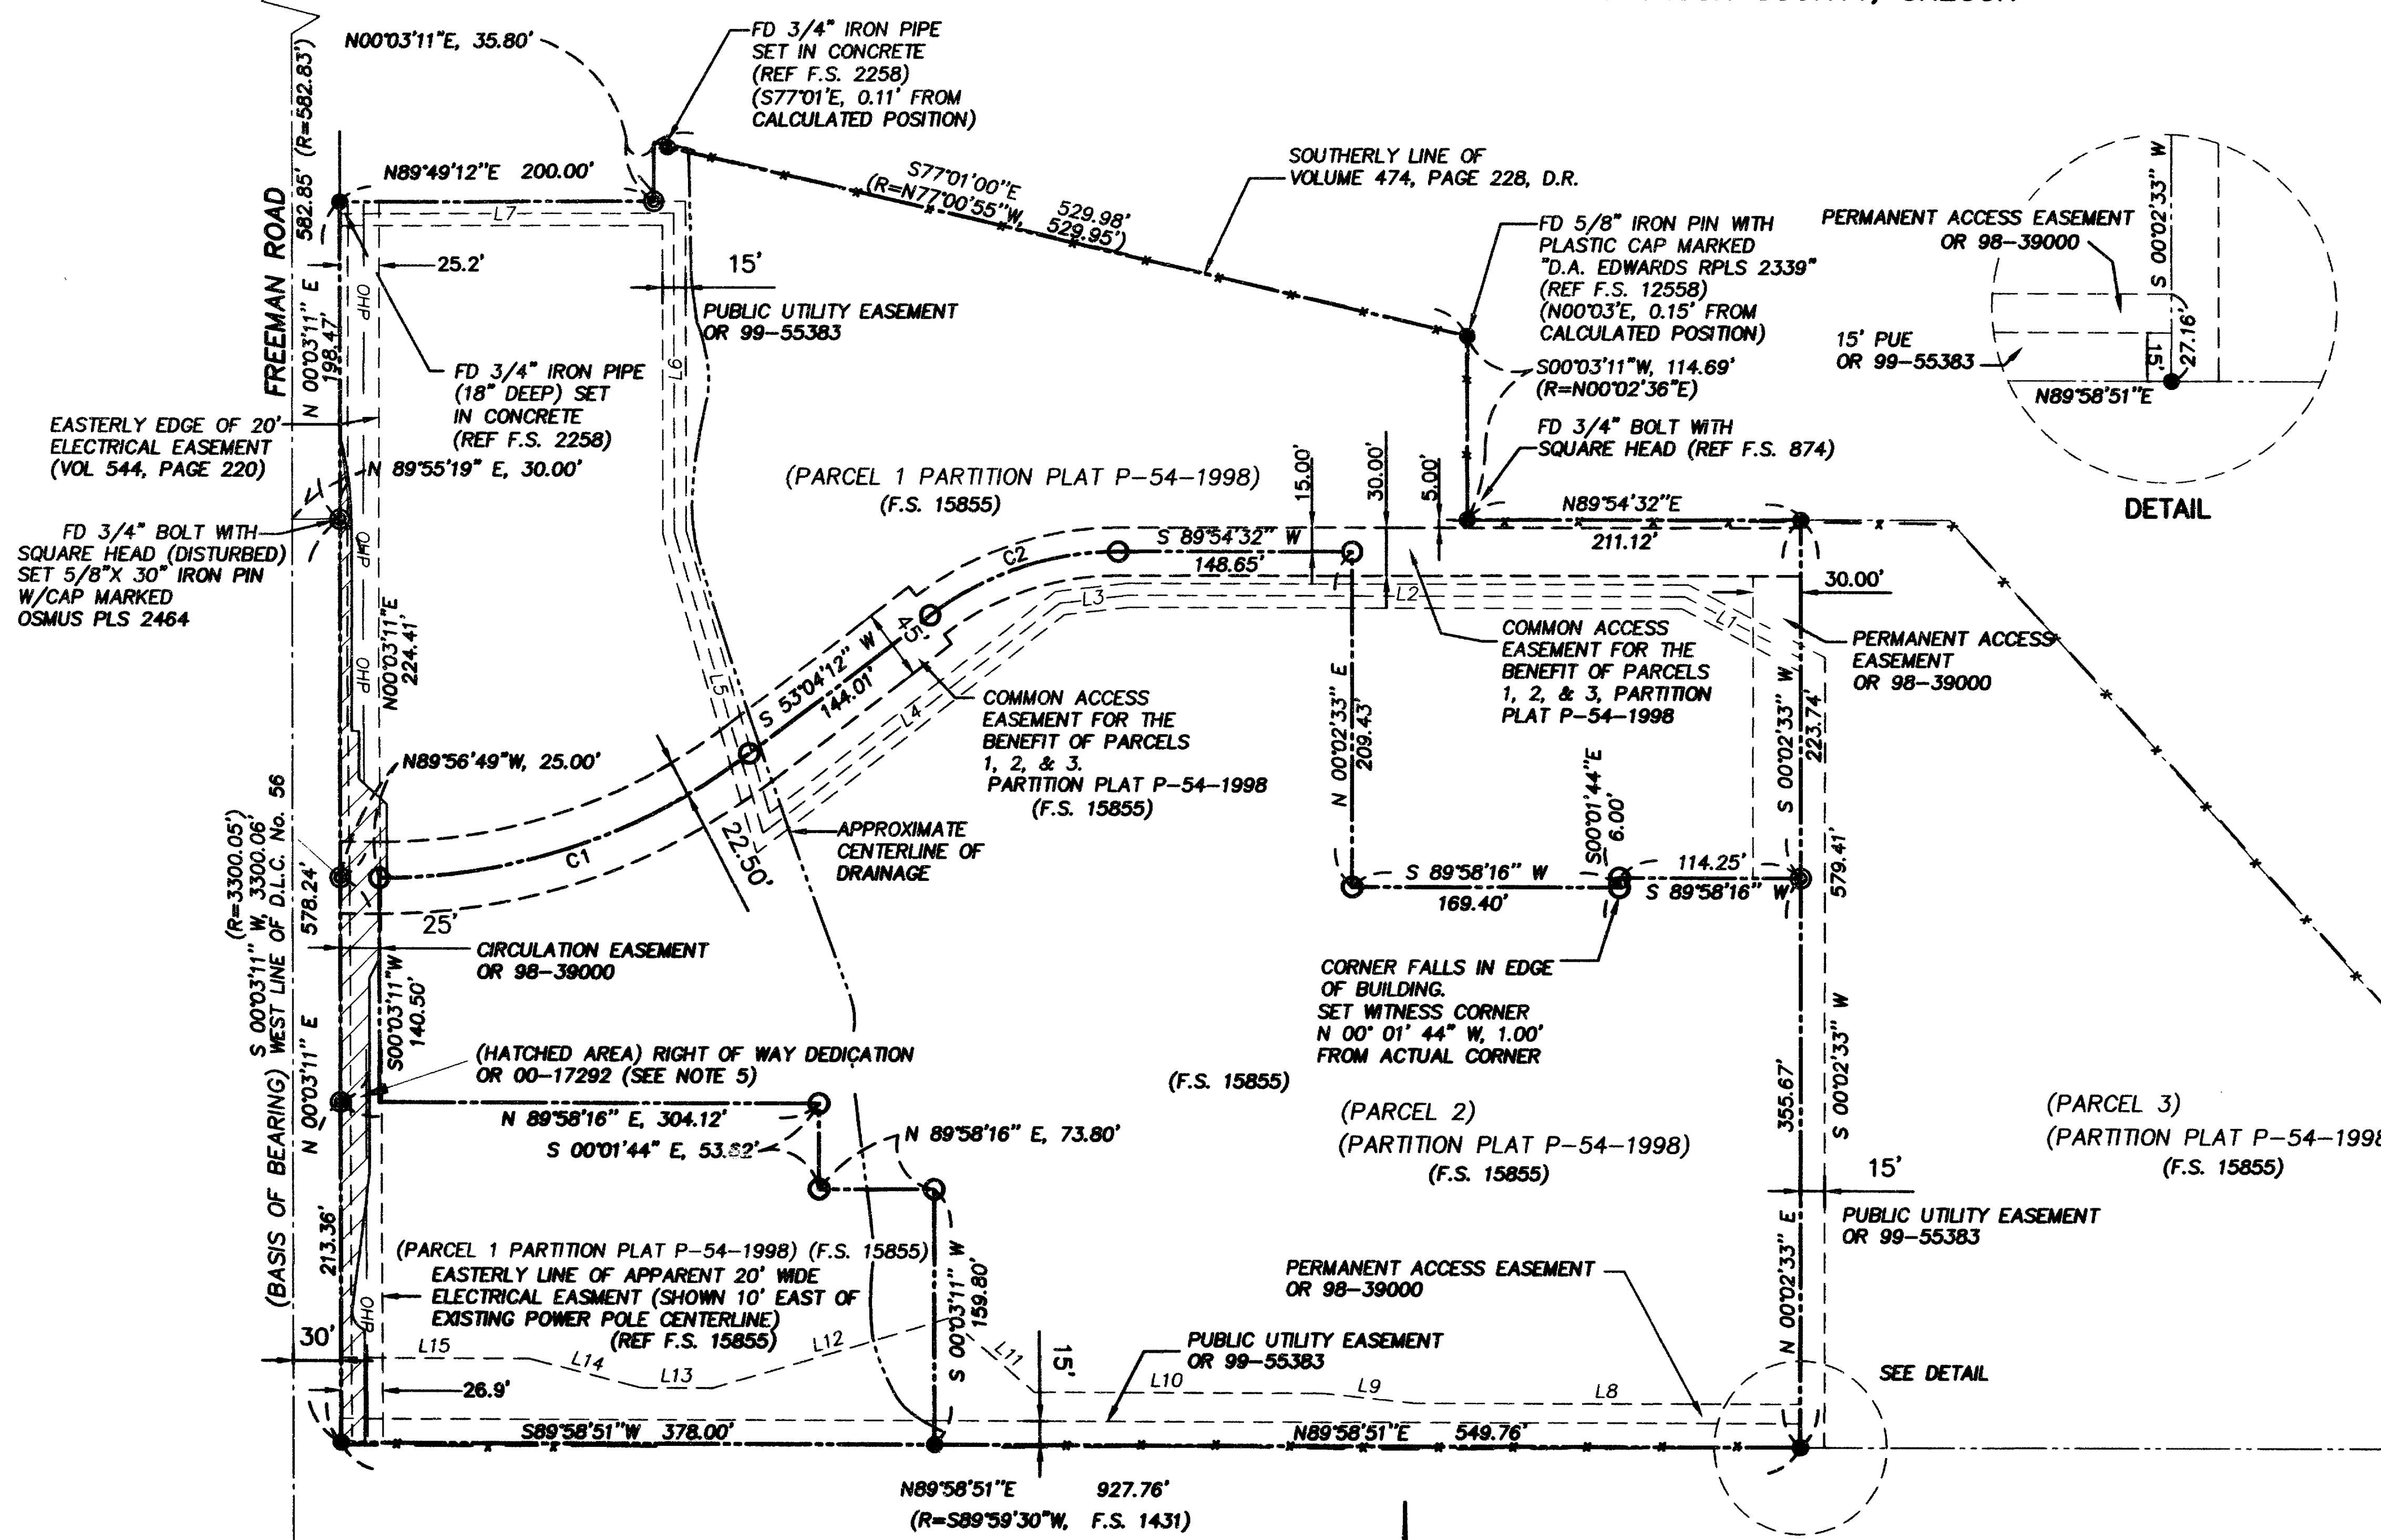 N00°03'11"E, 35.80'
FD 3/4" IRON PIPE
SET IN CONCRETE
(REF F.S. 2258)
(S77°01'E, 0.11' FROM
CALCULATED POSITION)
582.85' (R=582.83')
FREEMAN ROAD
N89°49'12"E 200.00'
L7
25.2'
15'
PUBLIC UTILITY EASEMENT
OR 99-55383
S77°01'00"E 529.98'
(R=N77°00'55"W, 529.95')
SOUTHERLY LINE OF
VOLUME 474, PAGE 228, D.R.
FD 5/8" IRON PIN WITH
PLASTIC CAP MARKED
"D.A. EDWARDS RPLS 2339"
(REF F.S. 12558)
(N00°03'E, 0.15' FROM
CALCULATED POSITION)
S00°03'11"W, 114.69'
(R=N00°02'36"E)
FD 3/4" BOLT WITH
SQUARE HEAD (REF F.S. 874)
PERMANENT ACCESS EASEMENT
OR 98-39000
15' PUE
OR 99-55383
S 00°02'33" W
15'
27.16'
N89°58'51"E
DETAIL
N 00°03'11" E
198.47'
OHP
L6
FD 3/4" IRON PIPE
(18" DEEP) SET
IN CONCRETE
(REF F.S. 2258)
EASTERLY EDGE OF 20'
ELECTRICAL EASEMENT
(VOL 544, PAGE 220)
N 89°55'19" E, 30.00'
FD 3/4" BOLT WITH
SQUARE HEAD (DISTURBED)
SET 5/8"X 30" IRON PIN
W/CAP MARKED
OSMUS PLS 2464
OHP
OHP
N00°03'11"E
224.41'
(PARCEL 1 PARTITION PLAT P-54-1998)
(F.S. 15855)
15.00'
30.00'
5.00'
N89°54'32"E
211.12'
S 89°54'32" W
148.65'
C2
L3
L2
L1
30.00'
45'
S 53°04'12" W
144.01'
L5
L4
COMMON ACCESS
EASEMENT FOR THE
BENEFIT OF PARCELS
1, 2, & 3, PARTITION
PLAT P-54-1998
PERMANENT ACCESS
EASEMENT
OR 98-39000
COMMON ACCESS
EASEMENT FOR THE
BENEFIT OF PARCELS
1, 2, & 3.
PARTITION PLAT P-54-1998
(F.S. 15855)
N89°56'49"W, 25.00'
C1
22.50'
APPROXIMATE
CENTERLINE OF
DRAINAGE
N 00°02'33" E
209.43'
S00°01'44"E
6.00'
S 00°02'33" W
223.74'
S 89°58'16" W
169.40'
114.25'
S 89°58'16" W
579.41'
S 00°02'33" W
(R=3300.05')
S 00°03'11" W, 3300.06'
(BASIS OF BEARING) WEST LINE OF D.L.C. No. 56
N 00°03'11" E 578.24'
25'
CIRCULATION EASEMENT
OR 98-39000
S00°03'11"W
140.50'
(HATCHED AREA) RIGHT OF WAY DEDICATION
OR 00-17292 (SEE NOTE 5)
N 89°58'16" E, 304.12'
S 00°01'44" E, 53.62'
N 89°58'16" E, 73.80'
CORNER FALLS IN EDGE
OF BUILDING.
SET WITNESS CORNER
N 00° 01' 44" W, 1.00'
FROM ACTUAL CORNER
(F.S. 15855)
(PARCEL 2)
(PARTITION PLAT P-54-1998)
(F.S. 15855)
355.67'
N 00°02'33" E
(PARCEL 3)
(PARTITION PLAT P-54-1998
(F.S. 15855)
15'
PUBLIC UTILITY EASEMENT
OR 99-55383
213.36'
(PARCEL 1 PARTITION PLAT P-54-1998) (F.S. 15855)
EASTERLY LINE OF APPARENT 20' WIDE
ELECTRICAL EASMENT (SHOWN 10' EAST OF
EXISTING POWER POLE CENTERLINE)
(REF F.S. 15855)
OHP
30'
26.9'
L15
L14
L13
L12
L11
S 00°03'11" W
159.80'
15'
PERMANENT ACCESS EASEMENT
OR 98-39000
PUBLIC UTILITY EASEMENT
OR 99-55383
L10
L9
L8
SEE DETAIL
S89°58'51"W 378.00'
N89°58'51"E 549.76'
N89°58'51"E 927.76'
(R=S89°59'30"W, F.S. 1431)